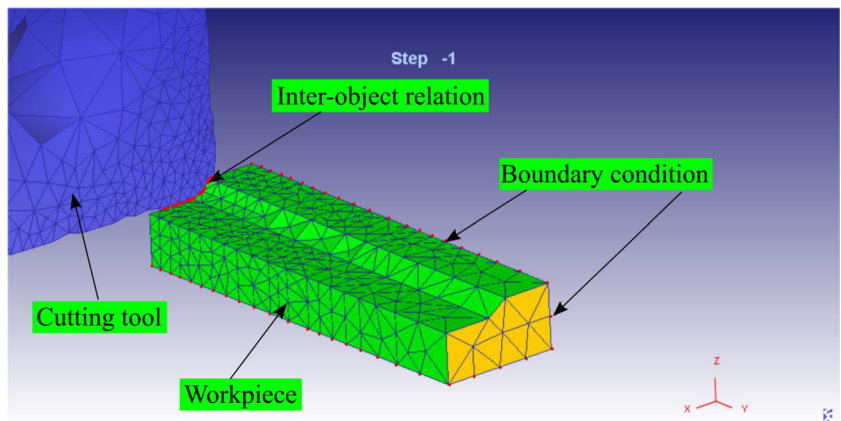 Step -1
Inter-object relation
Boundary condition
Cutting tool
Workpiece
Z
X
Y